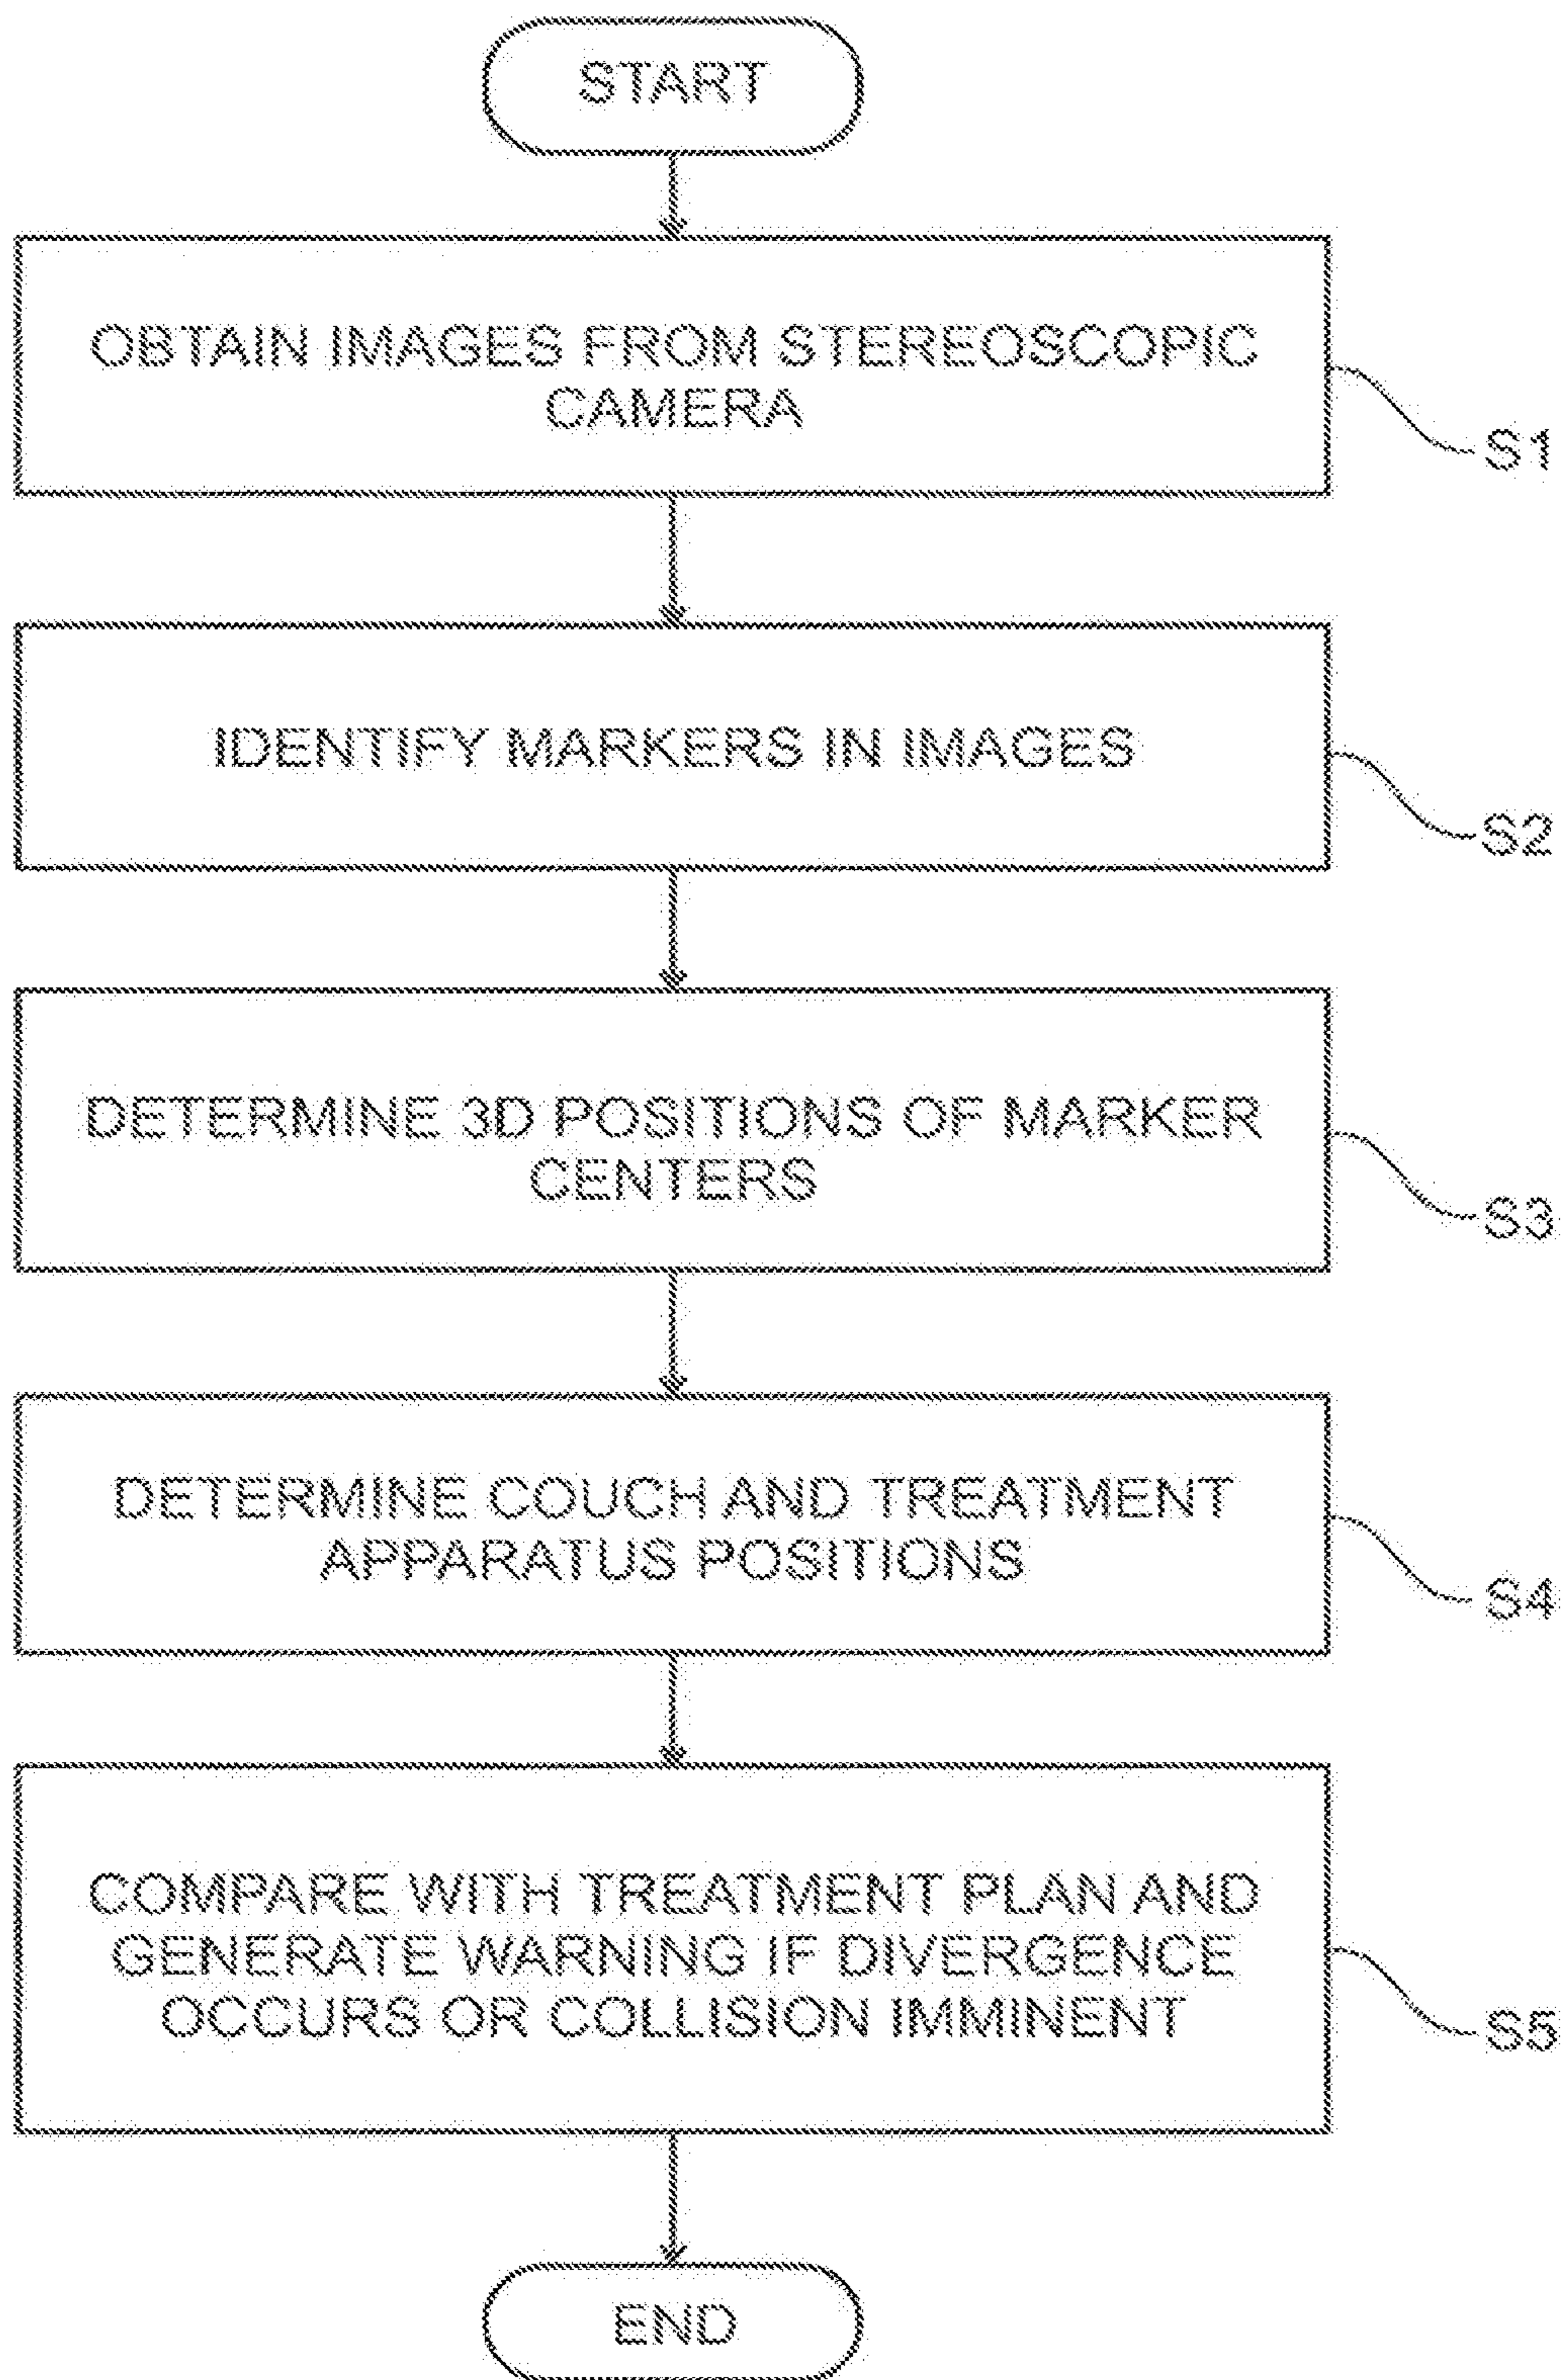 START
OBTAIN IMAGES FROM STEREOSCOPIC
CAMERA
S1
IDENTIFY MARKERS IN IMAGES
S2
DETERMINE 3D POSITIONS OF MARKER
CENTERS
S3
DETERMINE COUCH AND TREATMENT
APPARATUS POSITIONS
S4
COMPARE WITH TREATMENT PLAN AND
GENERATE WARNING IF DIVERGENCE
OCCURS OR COLLISION IMMINENT
S5
END